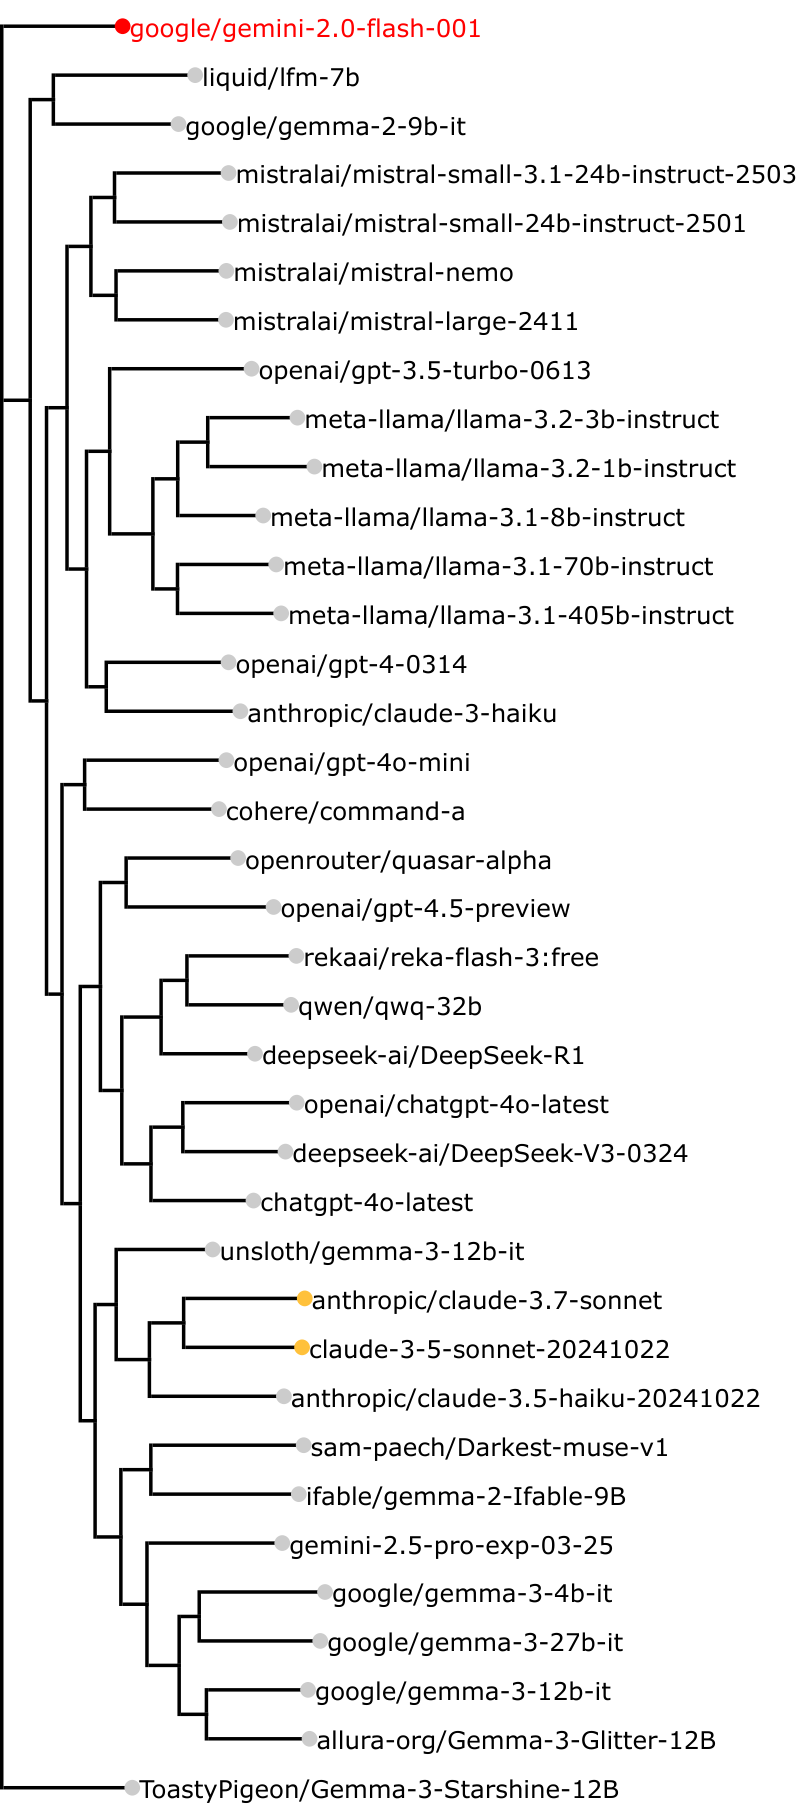 google/gemini-2.0-flash-001
liquid/lfm-7b
google/gemma-2-9b-it
mistralai/mistral-small-3.1-24b-instruct-2503
mistralai/mistral-small-24b-instruct-2501
mistralai/mistral-nemo
mistralai/mistral-large-2411
openai/gpt-3.5-turbo-0613
meta-llama/llama-3.2-3b-instruct
meta-llama/llama-3.2-1b-instruct
meta-llama/llama-3.1-8b-instruct
meta-llama/llama-3.1-70b-instruct
meta-llama/llama-3.1-405b-instruct
openai/gpt-4-0314
anthropic/claude-3-haiku
openai/gpt-4o-mini
cohere/command-a
openrouter/quasar-alpha
openai/gpt-4.5-preview
rekaai/reka-flash-3:free
qwen/qwq-32b
deepseek-ai/DeepSeek-R1
openai/chatgpt-4o-latest
deepseek-ai/DeepSeek-V3-0324
chatgpt-4o-latest
unsloth/gemma-3-12b-it
anthropic/claude-3.7-sonnet
claude-3-5-sonnet-20241022
anthropic/claude-3.5-haiku-20241022
sam-paech/Darkest-muse-v1
ifable/gemma-2-Ifable-9B
gemini-2.5-pro-exp-03-25
google/gemma-3-4b-it
google/gemma-3-27b-it
google/gemma-3-12b-it
allura-org/Gemma-3-Glitter-12B
ToastyPigeon/Gemma-3-Starshine-12B